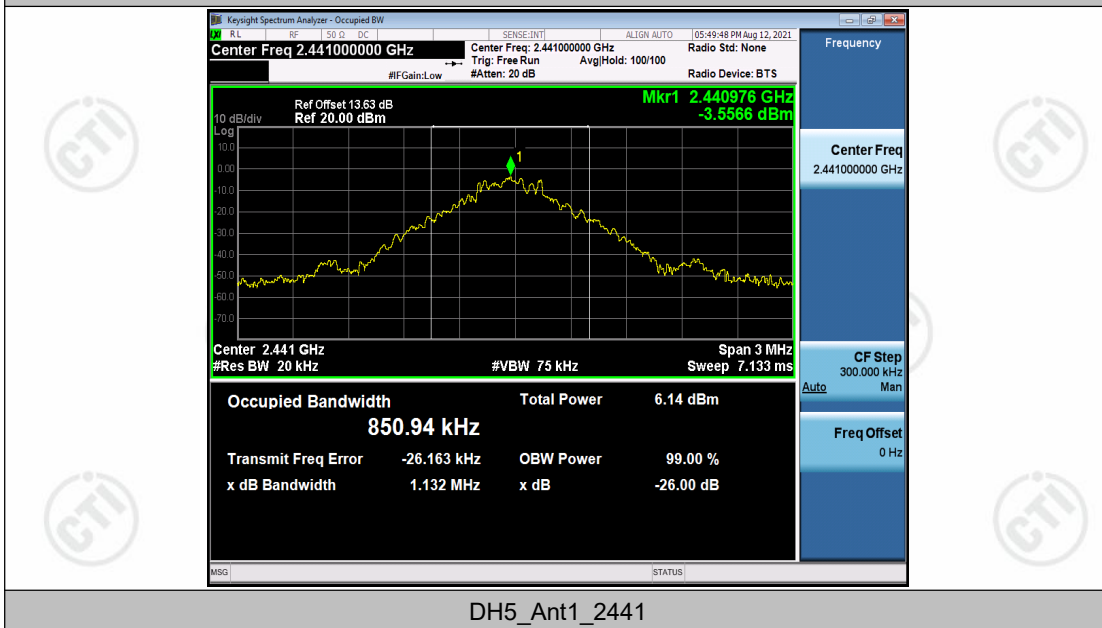 Keysight Spectrum Analyzer - Occupied BW
LXI RL RF 50 Ω DC SENSE:INT ALIGN AUTO 05:49:48 PM Aug 12, 2021
Center Freq 2.441000000 GHz
Center Freq: 2.441000000 GHz
Radio Std: None
Trig: Free Run Avg|Hold: 100/100
#IFGain:Low #Atten: 20 dB Radio Device: BTS
Frequency
Mkr1 2.440976 GHz
-3.5566 dBm
Ref Offset 13.63 dB
10 dB/div Ref 20.00 dBm
Log
10.0
0.00
-10.0
-20.0
-30.0
-40.0
-50.0
-60.0
-70.0
1
Center Freq
2.441000000 GHz
Center 2.441 GHz Span 3 MHz
#Res BW 20 kHz #VBW 75 kHz Sweep 7.133 ms
CF Step
300.000 kHz
Auto Man
Occupied Bandwidth Total Power 6.14 dBm
850.94 kHz
Transmit Freq Error -26.163 kHz OBW Power 99.00 %
x dB Bandwidth 1.132 MHz x dB -26.00 dB
Freq Offset
0 Hz
MSG STATUS
CTI
CTI
CTI
CTI
DH5_Ant1_2441